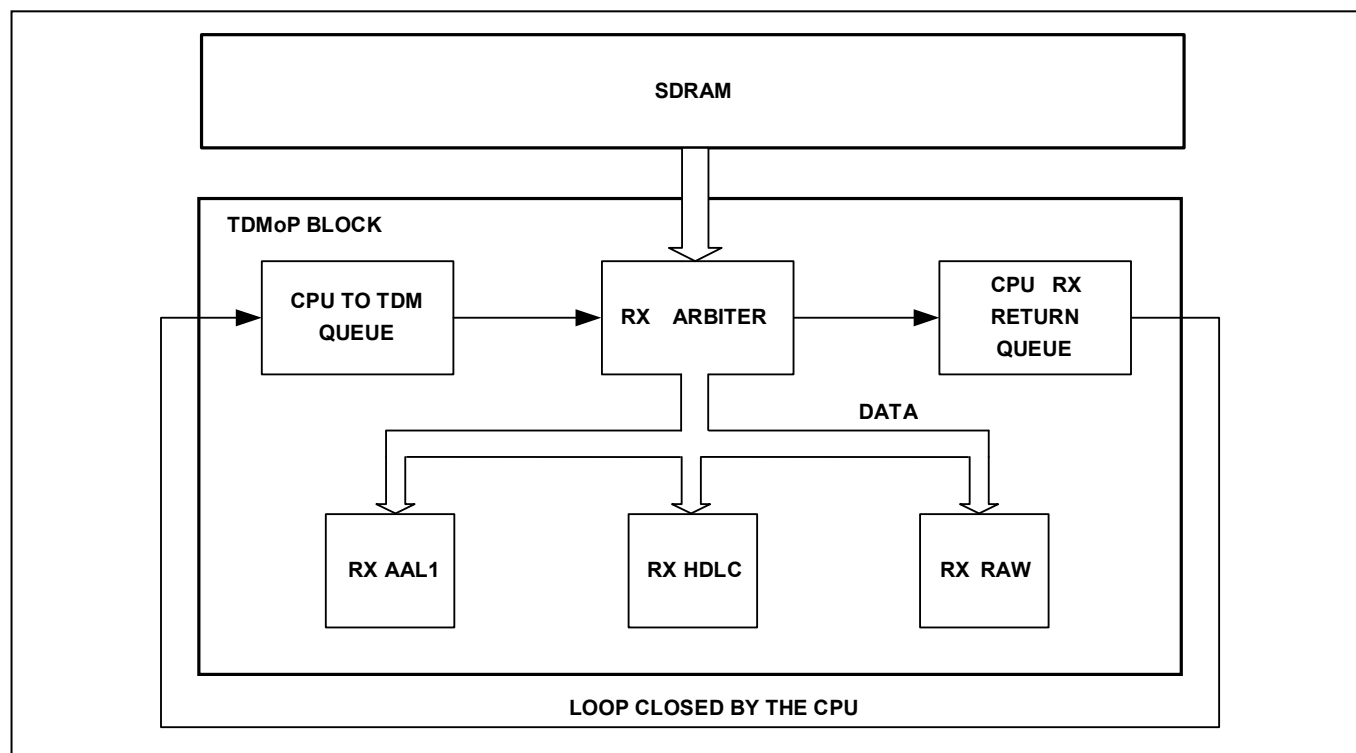 SDRAM
TDMoP BLOCK
CPU TO TDM
QUEUE
RX ARBITER
CPU RX
RETURN
QUEUE
DATA
RX AAL1
RX HDLC
RX RAW
LOOP CLOSED BY THE CPU